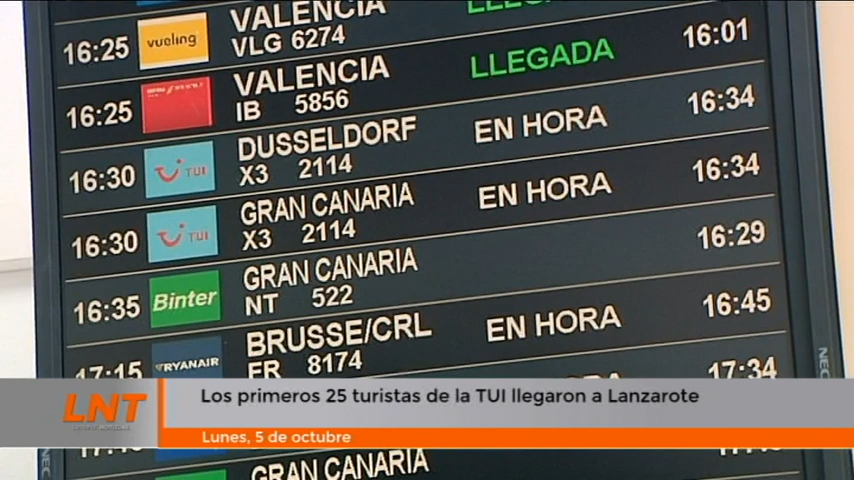 16:25 vueling VALENCIA
VLG 6274
16:25 VALENCIA LLEGADA 16:01
IB 5856
16:30 TUI DUSSELDORF EN HORA 16:34
X3 2114
16:30 TUI GRAN CANARIA EN HORA 16:34
X3 2114
16:35 Binter GRAN CANARIA 16:29
NT 522
17:15 RYANAIR BRUSSE/CRL EN HORA 16:45
FR 8174
17:34
LNT Los primeros 25 turistas de la TUI llegaron a Lanzarote
Lunes, 5 de octubre
GRAN CANARIA
NEC